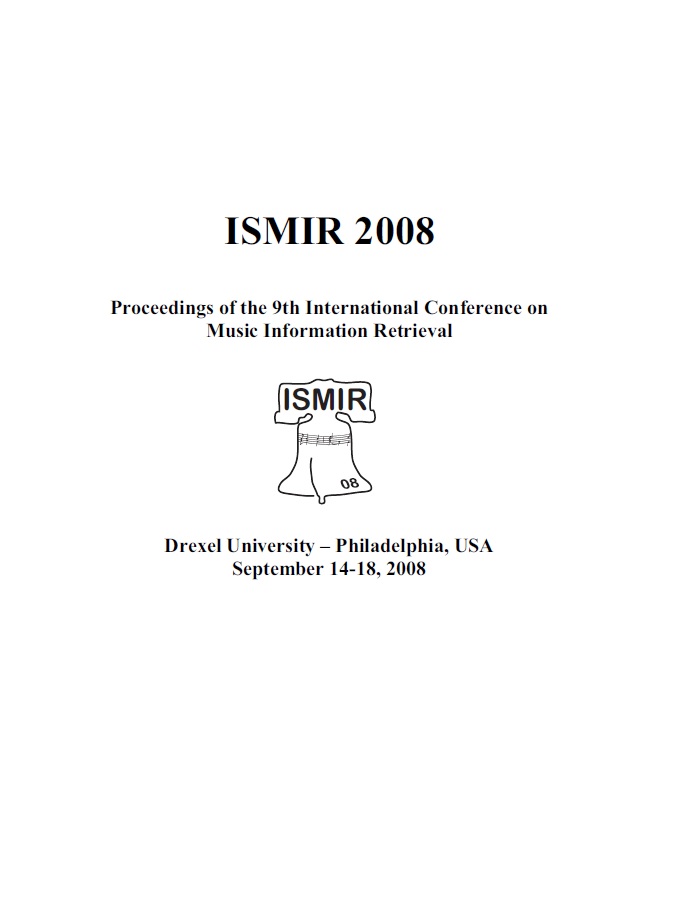 ISMIR 2008
Proceedings of the 9th International Conference on
Music Information Retrieval
ISMIR
08
Drexel University – Philadelphia, USA
September 14-18, 2008